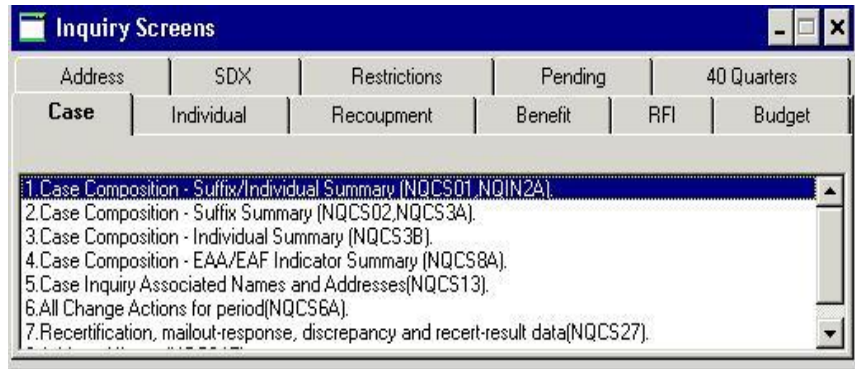 Inquiry Screens
Address SDX Restrictions Pending 40 Quarters
Case Individual Recoupment Benefit RFI Budget
1.Case Composition - Suffix/Individual Summary (NQCS01,NQIN2A).
2.Case Composition - Suffix Summary (NQCS02,NQCS3A).
3.Case Composition - Individual Summary (NQCS3B).
4.Case Composition - EAA/EAF Indicator Summary (NQCS8A).
5.Case Inquiry Associated Names and Addresses(NQCS13).
6.All Change Actions for period(NQCS6A).
7.Recertification, mailout-response, discrepancy and recert-result data(NQCS27).